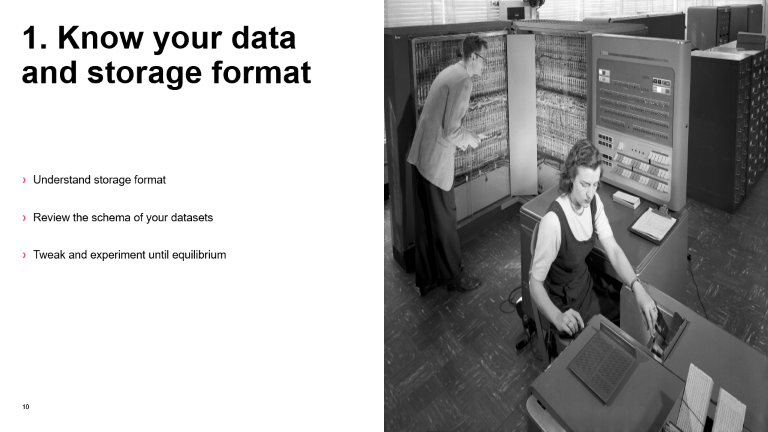 1. Know your data
and storage format
› Understand storage format
› Review the schema of your datasets
› Tweak and experiment until equilibrium
10